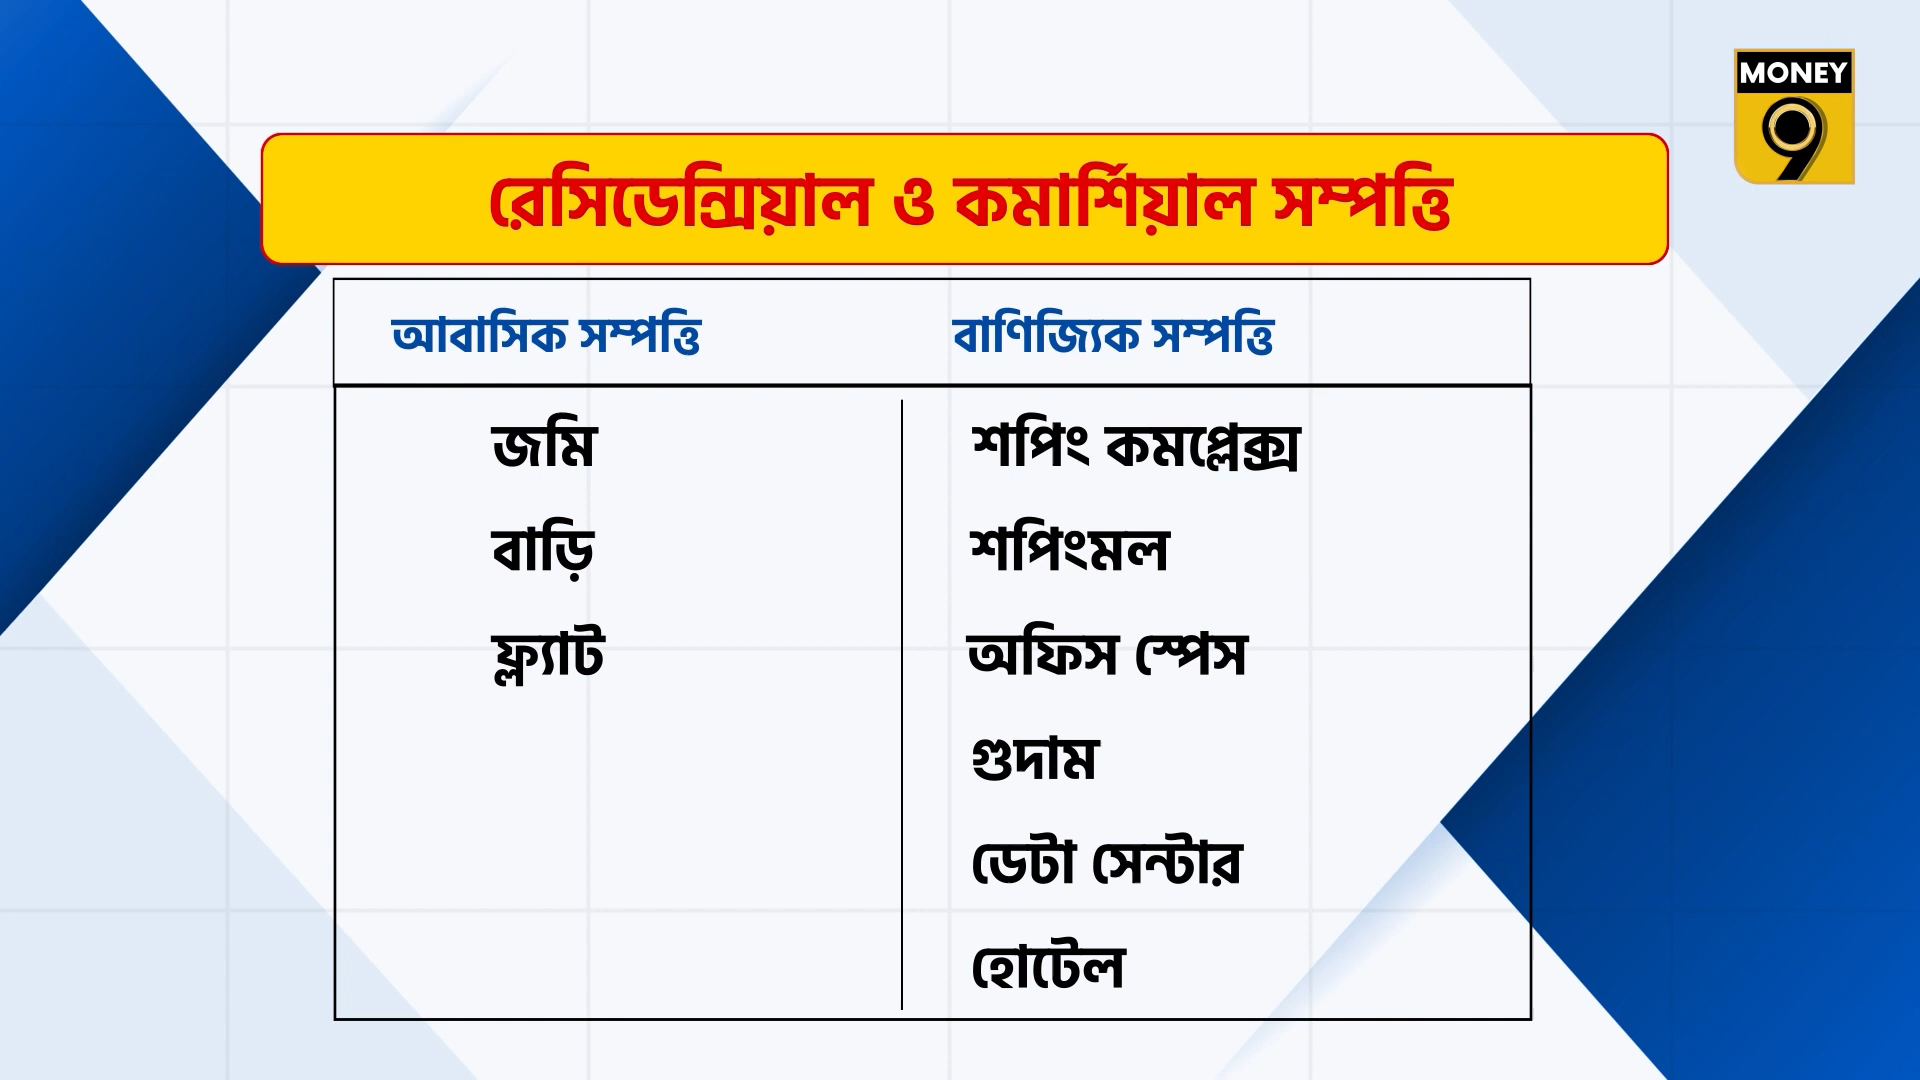 MONEY
9
রেসিডেন্সিয়াল ও কমার্শিয়াল সম্পত্তি
আবাসিক সম্পত্তি বাণিজ্যিক সম্পত্তি
জমি শপিং কমপ্লেক্স
বাড়ি শপিংমল
ফ্ল্যাট অফিস স্পেস
গুদাম
ডেটা সেন্টার
হোটেল